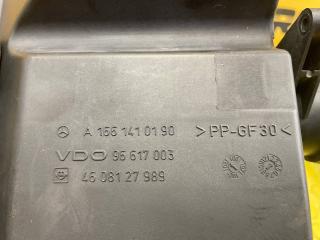 A 166 141 01 90 >PP-GF30<
VDO 96 617 003
46 081 27 989